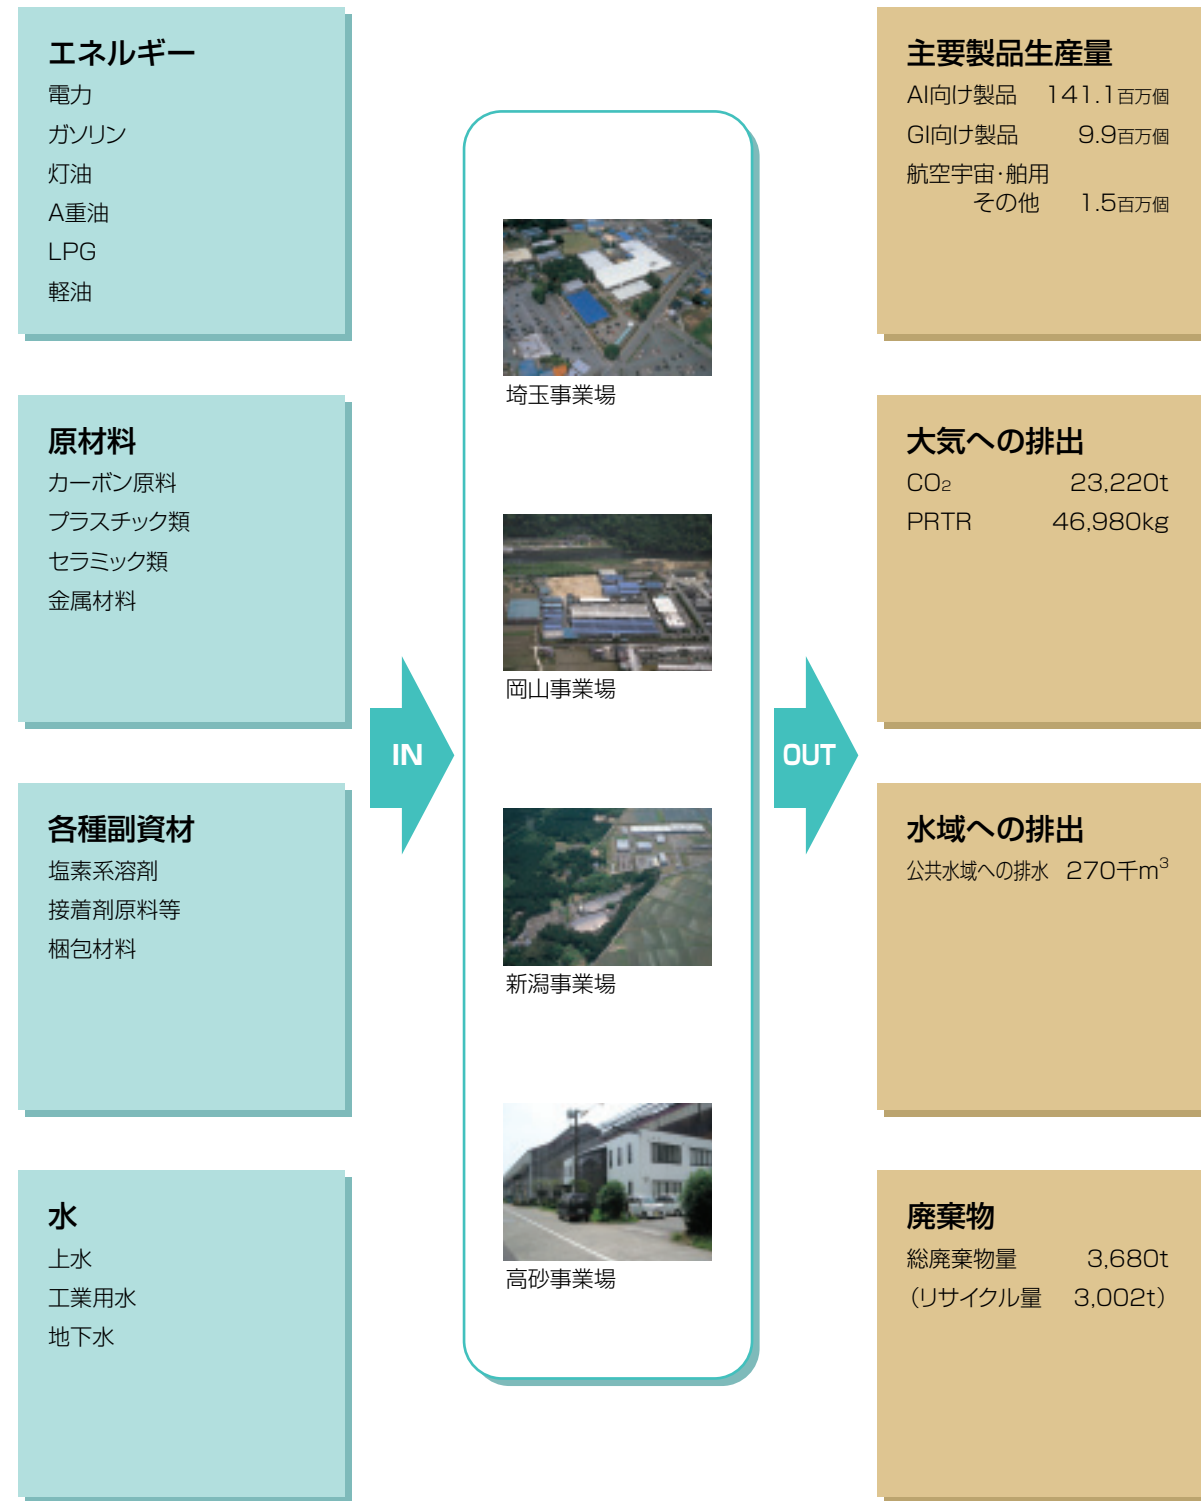 エネルギー
電力
ガソリン
灯油
A重油
LPG
軽油
原材料
カーボン原料
プラスチック類
セラミック類
金属材料
各種副資材
塩素系溶剤
接着剤原料等
梱包材料
水
上水
工業用水
地下水
IN
埼玉事業場
岡山事業場
新潟事業場
高砂事業場
OUT
主要製品生産量
AI向け製品 141.1百万個
GI向け製品 9.9百万個
航空宇宙・舶用
その他 1.5百万個
大気への排出
CO₂ 23,220t
PRTR 46,980kg
水域への排出
公共水域への排水 270千m³
廃棄物
総廃棄物量 3,680t
（リサイクル量 3,002t）